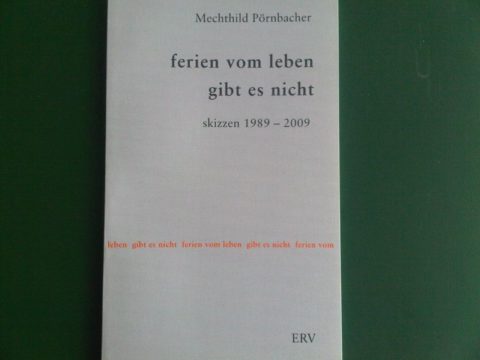 Mechthild Pörnbacher
ferien vom leben
gibt es nicht
skizzen 1989 – 2009
leben gibt es nicht ferien vom leben gibt es nicht ferien vom
ERV